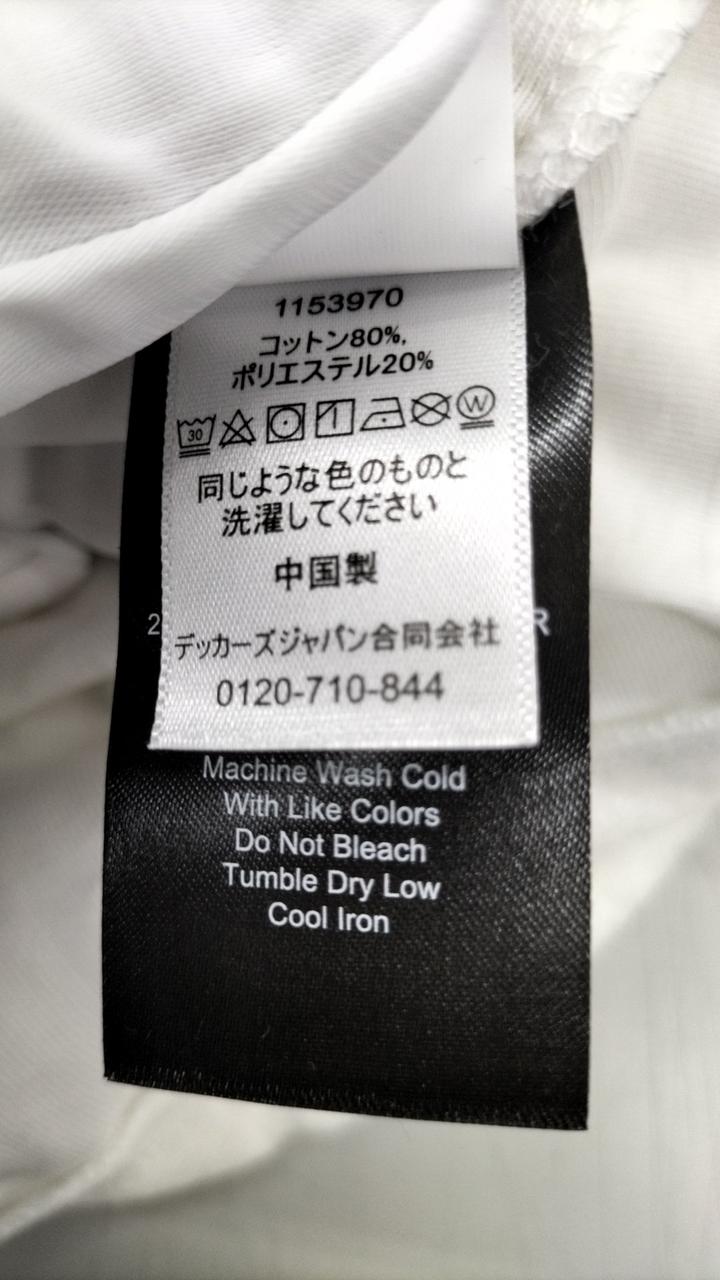 1153970
コットン80%,
ポリエステル20%
30 W
同じような色のものと
洗濯してください
中国製
2 デッカーズジャパン合同会社 R
0120-710-844
Machine Wash Cold
With Like Colors
Do Not Bleach
Tumble Dry Low
Cool Iron